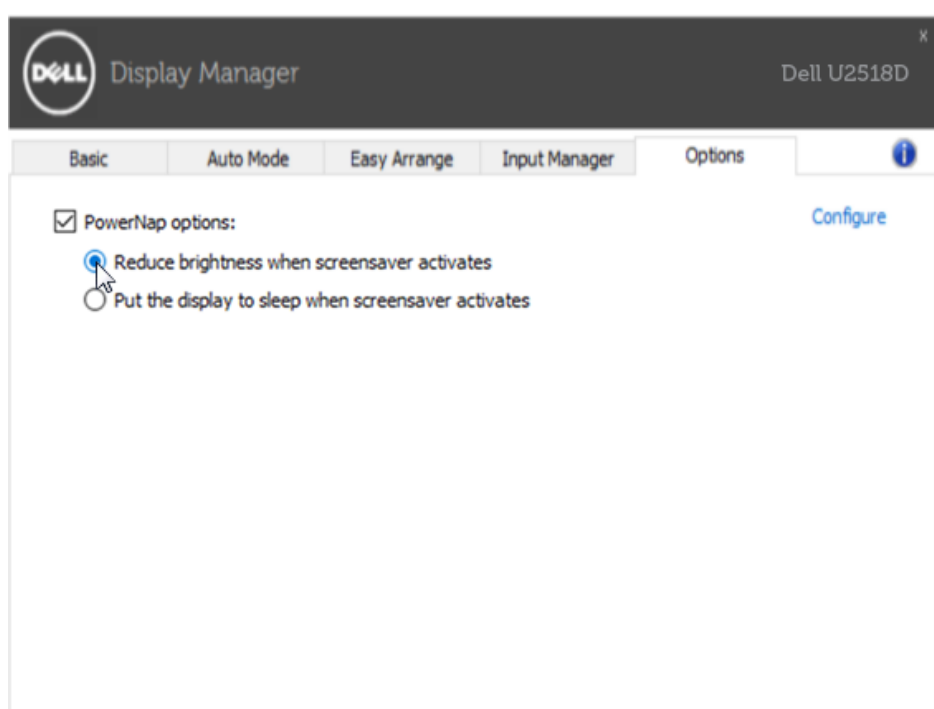 x
DELL Display Manager
Dell U2518D
Basic Auto Mode Easy Arrange Input Manager Options i
PowerNap options: Configure
Reduce brightness when screensaver activates
Put the display to sleep when screensaver activates